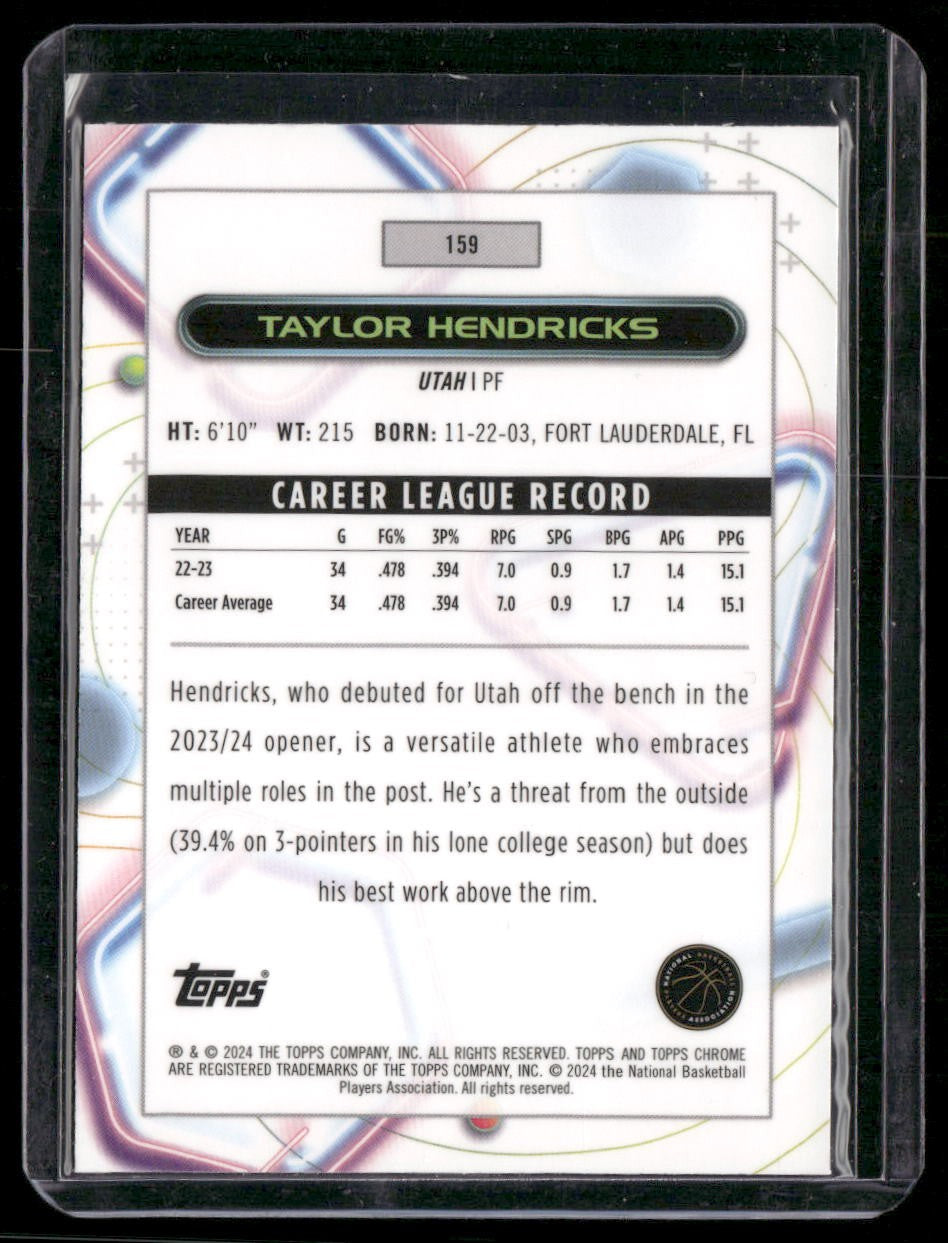 159
TAYLOR HENDRICKS
UTAH | PF
HT: 6'10" WT: 215 BORN: 11-22-03, FORT LAUDERDALE, FL
CAREER LEAGUE RECORD
YEAR G FG% 3P% RPG SPG BPG APG PPG
22-23 34 .478 .394 7.0 0.9 1.7 1.4 15.1
Career Average 34 .478 .394 7.0 0.9 1.7 1.4 15.1
Hendricks, who debuted for Utah off the bench in the
2023/24 opener, is a versatile athlete who embraces
multiple roles in the post. He's a threat from the outside
(39.4% on 3-pointers in his lone college season) but does
his best work above the rim.
Topps®
NATIONAL BASKETBALL PLAYERS ASSOCIATION
® & © 2024 THE TOPPS COMPANY, INC. ALL RIGHTS RESERVED. TOPPS AND TOPPS CHROME
ARE REGISTERED TRADEMARKS OF THE TOPPS COMPANY, INC. © 2024 the National Basketball
Players Association. All rights reserved.